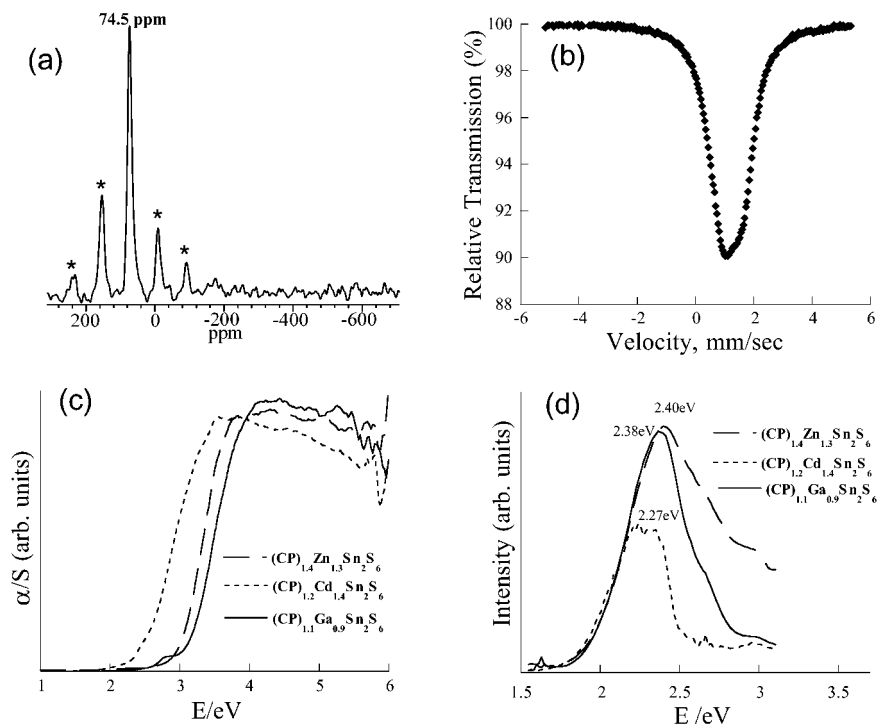 (a)
74.5 ppm
*
*
*
*
200 0 -200 -400 -600
ppm
(b)
Relative Transmission (%)
100
98
96
94
92
90
88
-6 -4 -2 0 2 4 6
Velocity, mm/sec
(c)
α/S (arb. units)
(CP)1.4Zn1.3Sn2S6
(CP)1.2Cd1.4Sn2S6
(CP)1.1Ga0.9Sn2S6
1 2 3 4 5 6
E/eV
(d)
Intensity (arb. units)
2.40eV
2.38eV
2.27eV
(CP)1.4Zn1.3Sn2S6
(CP)1.2Cd1.4Sn2S6
(CP)1.1Ga0.9Sn2S6
1.5 2 2.5 3 3.5
E /eV